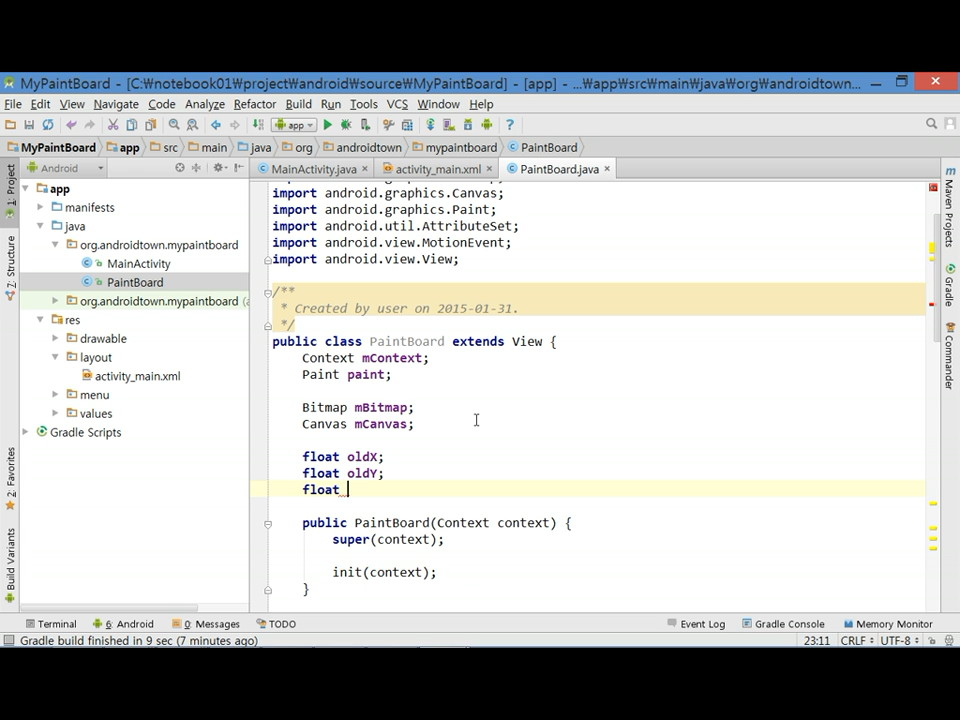 MyPaintBoard - [C:₩notebook01₩project₩android₩source₩MyPaintBoard] - [app] - ...₩app₩src₩main₩java₩org₩androidtown...
File Edit View Navigate Code Analyze Refactor Build Run Tools VCS Window Help
app
MyPaintBoard app src main java org androidtown mypaintboard PaintBoard
Android
MainActivity.java activity_main.xml PaintBoard.java
1: Project
7: Structure
2: Favorites
Build Variants
app
manifests
java
org.androidtown.mypaintboard
MainActivity
PaintBoard
org.androidtown.mypaintboard
res
drawable
layout
activity_main.xml
menu
values
Gradle Scripts
import android.graphics.Canvas;
import android.graphics.Paint;
import android.util.AttributeSet;
import android.view.MotionEvent;
import android.view.View;
/**
* Created by user on 2015-01-31.
*/
public class PaintBoard extends View {
Context mContext;
Paint paint;
Bitmap mBitmap;
Canvas mCanvas;
float oldX;
float oldY;
float
public PaintBoard(Context context) {
super(context);
init(context);
}
Maven Projects
Gradle
Commander
Terminal 6: Android 0: Messages TODO Event Log Gradle Console Memory Monitor
Gradle build finished in 9 sec (7 minutes ago) 23:11 CRLF UTF-8